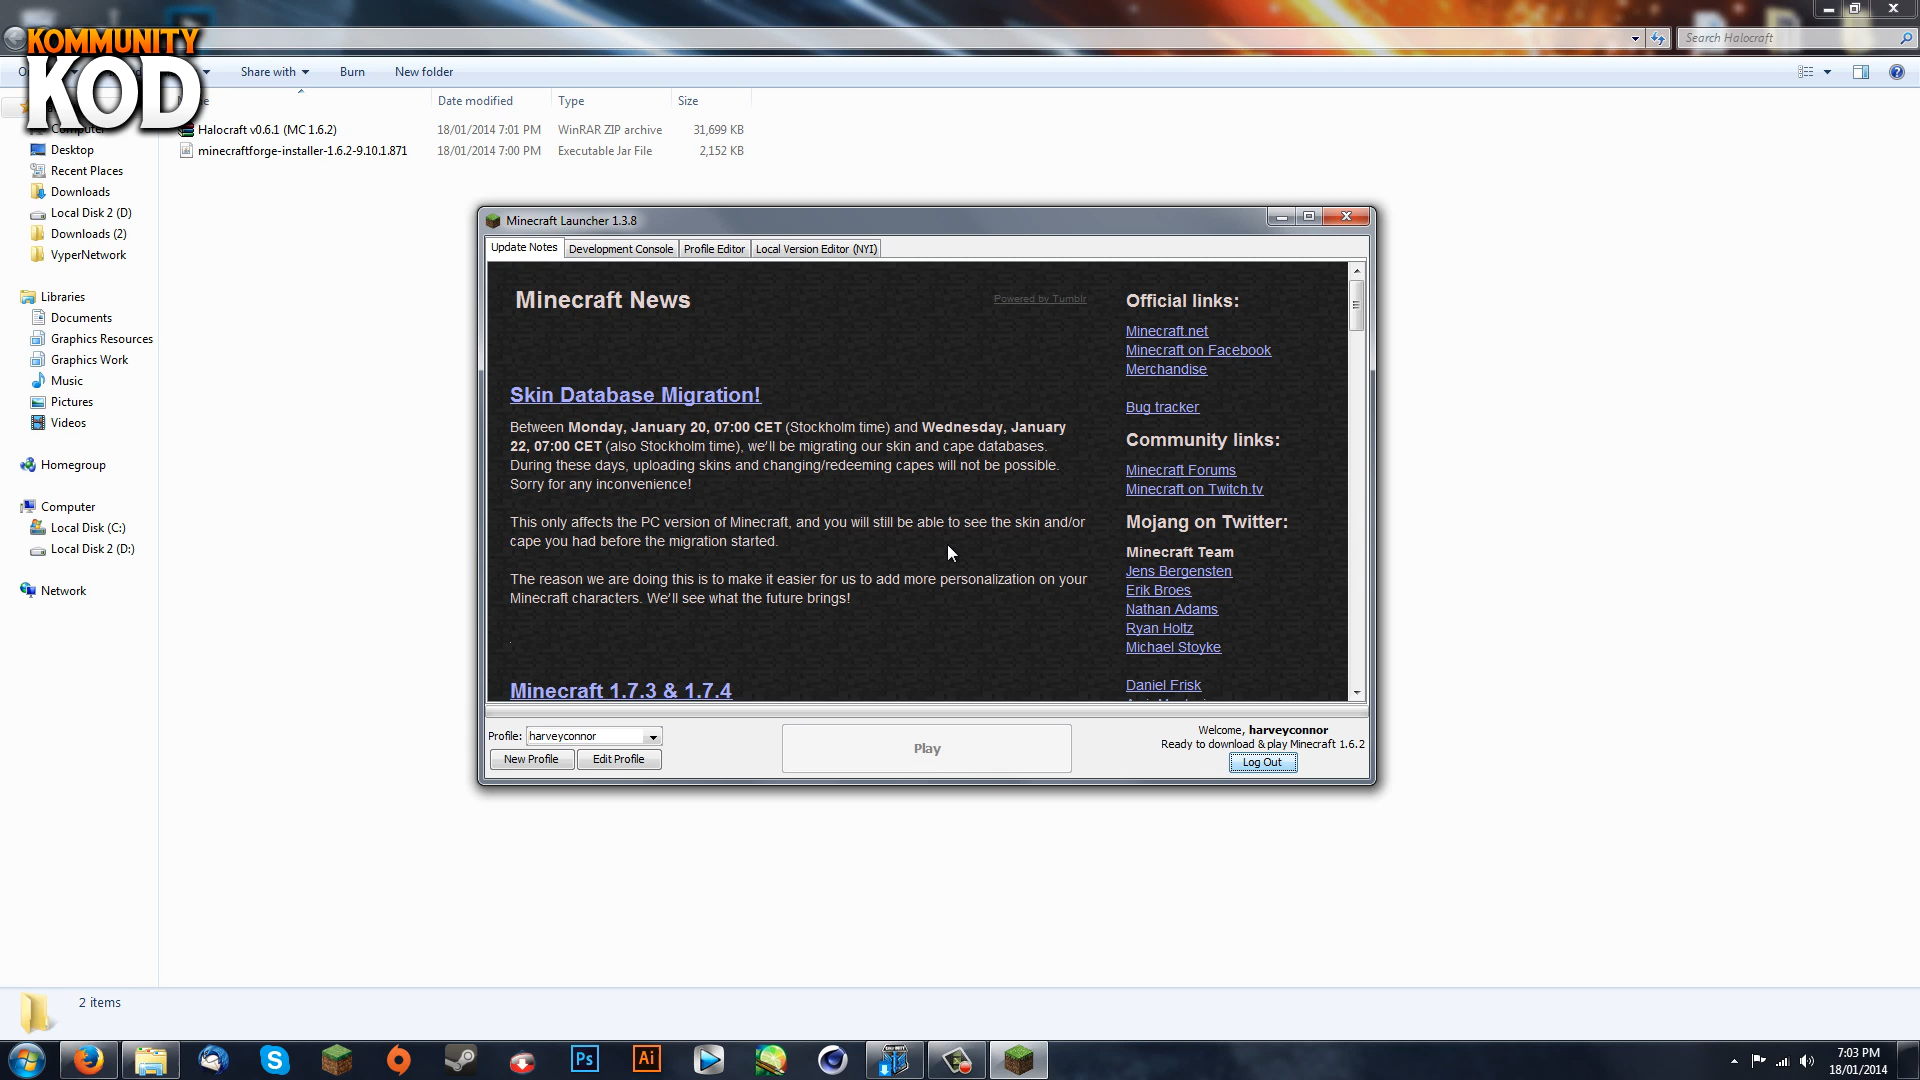 KOMMUNITY
KOD
Search Halocraft
Share with
Burn
New folder
Date modified
Type
Size
Halocraft v0.6.1 (MC 1.6.2)
18/01/2014 7:01 PM
WinRAR ZIP archive
31,699 KB
minecraftforge-installer-1.6.2-9.10.1.871
18/01/2014 7:00 PM
Executable Jar File
2,152 KB
Computer
Desktop
Recent Places
Downloads
Local Disk 2 (D)
Downloads (2)
VyperNetwork
Libraries
Documents
Graphics Resources
Graphics Work
Music
Pictures
Videos
Homegroup
Computer
Local Disk (C:)
Local Disk 2 (D:)
Network
Minecraft Launcher 1.3.8
Update Notes
Development Console
Profile Editor
Local Version Editor (NYI)
Minecraft News
Powered by Tumblr
Skin Database Migration!
Between Monday, January 20, 07:00 CET (Stockholm time) and Wednesday, January
22, 07:00 CET (also Stockholm time), we'll be migrating our skin and cape databases.
During these days, uploading skins and changing/redeeming capes will not be possible.
Sorry for any inconvenience!
This only affects the PC version of Minecraft, and you will still be able to see the skin and/or
cape you had before the migration started.
The reason we are doing this is to make it easier for us to add more personalization on your
Minecraft characters. We'll see what the future brings!
Minecraft 1.7.3 & 1.7.4
Official links:
Minecraft.net
Minecraft on Facebook
Merchandise
Bug tracker
Community links:
Minecraft Forums
Minecraft on Twitch.tv
Mojang on Twitter:
Minecraft Team
Jens Bergensten
Erik Broes
Nathan Adams
Ryan Holtz
Michael Stoyke
Daniel Frisk
Profile:
harveyconnor
New Profile
Edit Profile
Play
Welcome, harveyconnor
Ready to download & play Minecraft 1.6.2
Log Out
2 items
Ps
Ai
7:03 PM
18/01/2014